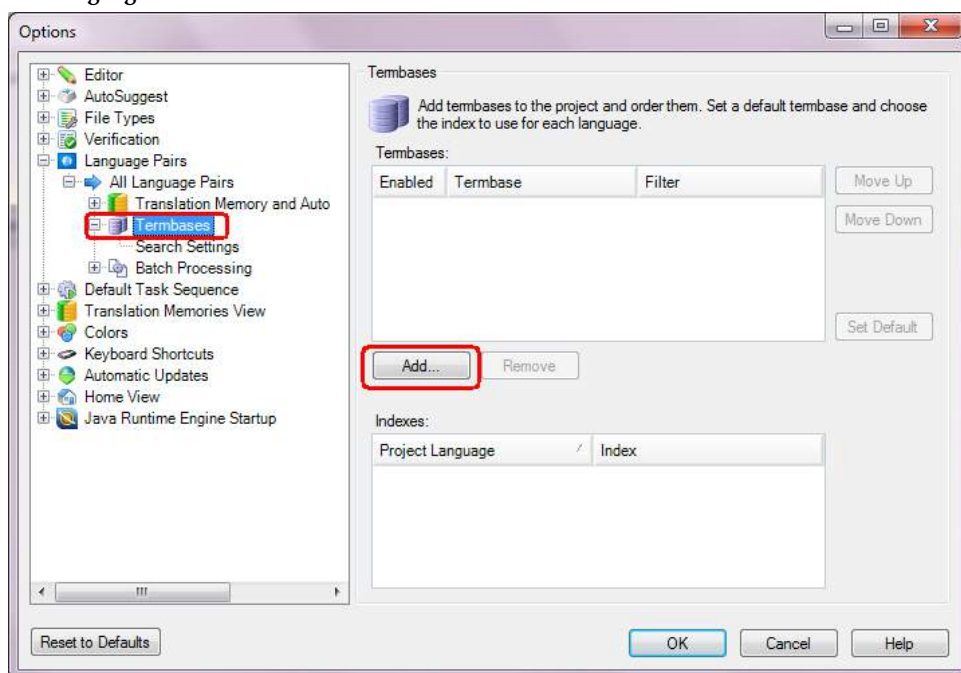 Options
Editor
AutoSuggest
File Types
Verification
Language Pairs
All Language Pairs
Translation Memory and Auto
Termbases
Search Settings
Batch Processing
Default Task Sequence
Translation Memories View
Colors
Keyboard Shortcuts
Automatic Updates
Home View
Java Runtime Engine Startup
Reset to Defaults
Termbases
Add termbases to the project and order them. Set a default termbase and choose
the index to use for each language.
Termbases:
Enabled Termbase Filter
Move Up
Move Down
Set Default
Add... Remove
Indexes:
Project Language Index
OK Cancel Help